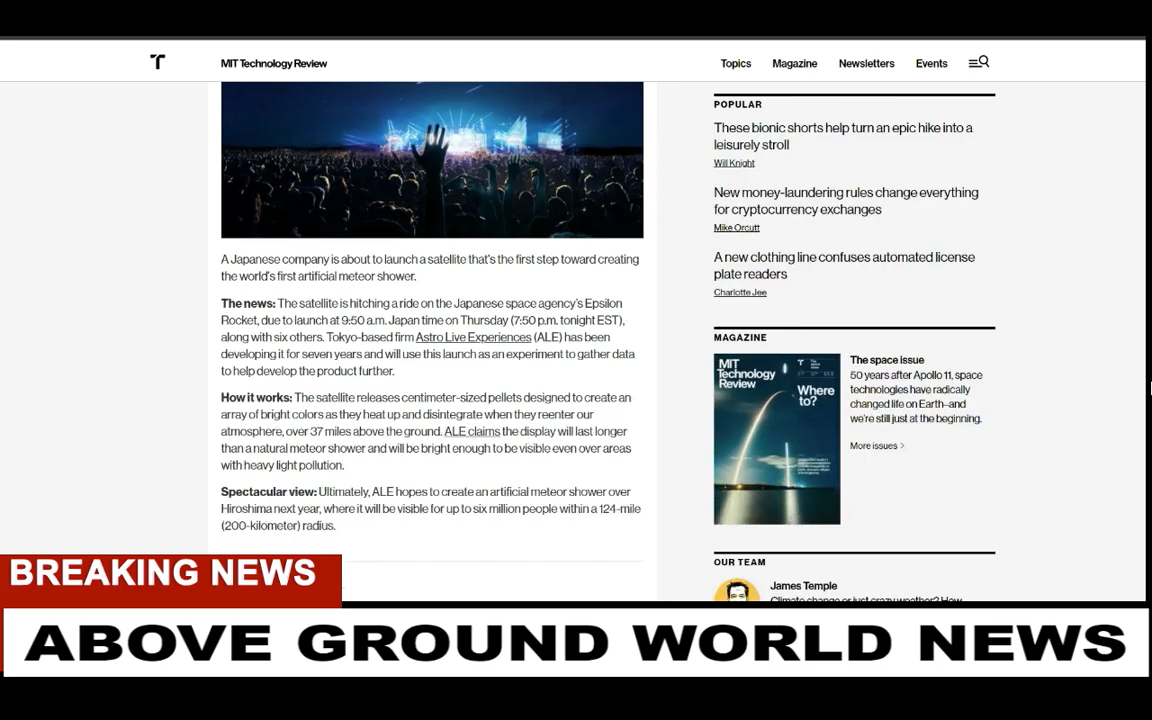 MIT Technology Review
Topics
Magazine
Newsletters
Events
A Japanese company is about to launch a satellite that's the first step toward creating
the world's first artificial meteor shower.
The news: The satellite is hitching a ride on the Japanese space agency's Epsilon
Rocket, due to launch at 9:50 a.m. Japan time on Thursday (7:50 p.m. tonight EST),
along with six others. Tokyo-based firm Astro Live Experiences (ALE) has been
developing it for seven years and will use this launch as an experiment to gather data
to help develop the product further.
How it works: The satellite releases centimeter-sized pellets designed to create an
array of bright colors as they heat up and disintegrate when they reenter our
atmosphere, over 37 miles above the ground. ALE claims the display will last longer
than a natural meteor shower and will be bright enough to be visible even over areas
with heavy light pollution.
Spectacular view: Ultimately, ALE hopes to create an artificial meteor shower over
Hiroshima next year, where it will be visible for up to six million people within a 124-mile
(200-kilometer) radius.
POPULAR
These bionic shorts help turn an epic hike into a
leisurely stroll
Will Knight
New money-laundering rules change everything
for cryptocurrency exchanges
Mike Orcutt
A new clothing line confuses automated license
plate readers
Charlotte Jee
MAGAZINE
MIT
Technology
Review
Where
to?
The space issue
50 years after Apollo 11, space
technologies have radically
changed life on Earth–and
we're still just at the beginning.
More issues >
OUR TEAM
James Temple
Climate change or just crazy weather? How
BREAKING NEWS
ABOVE GROUND WORLD NEWS